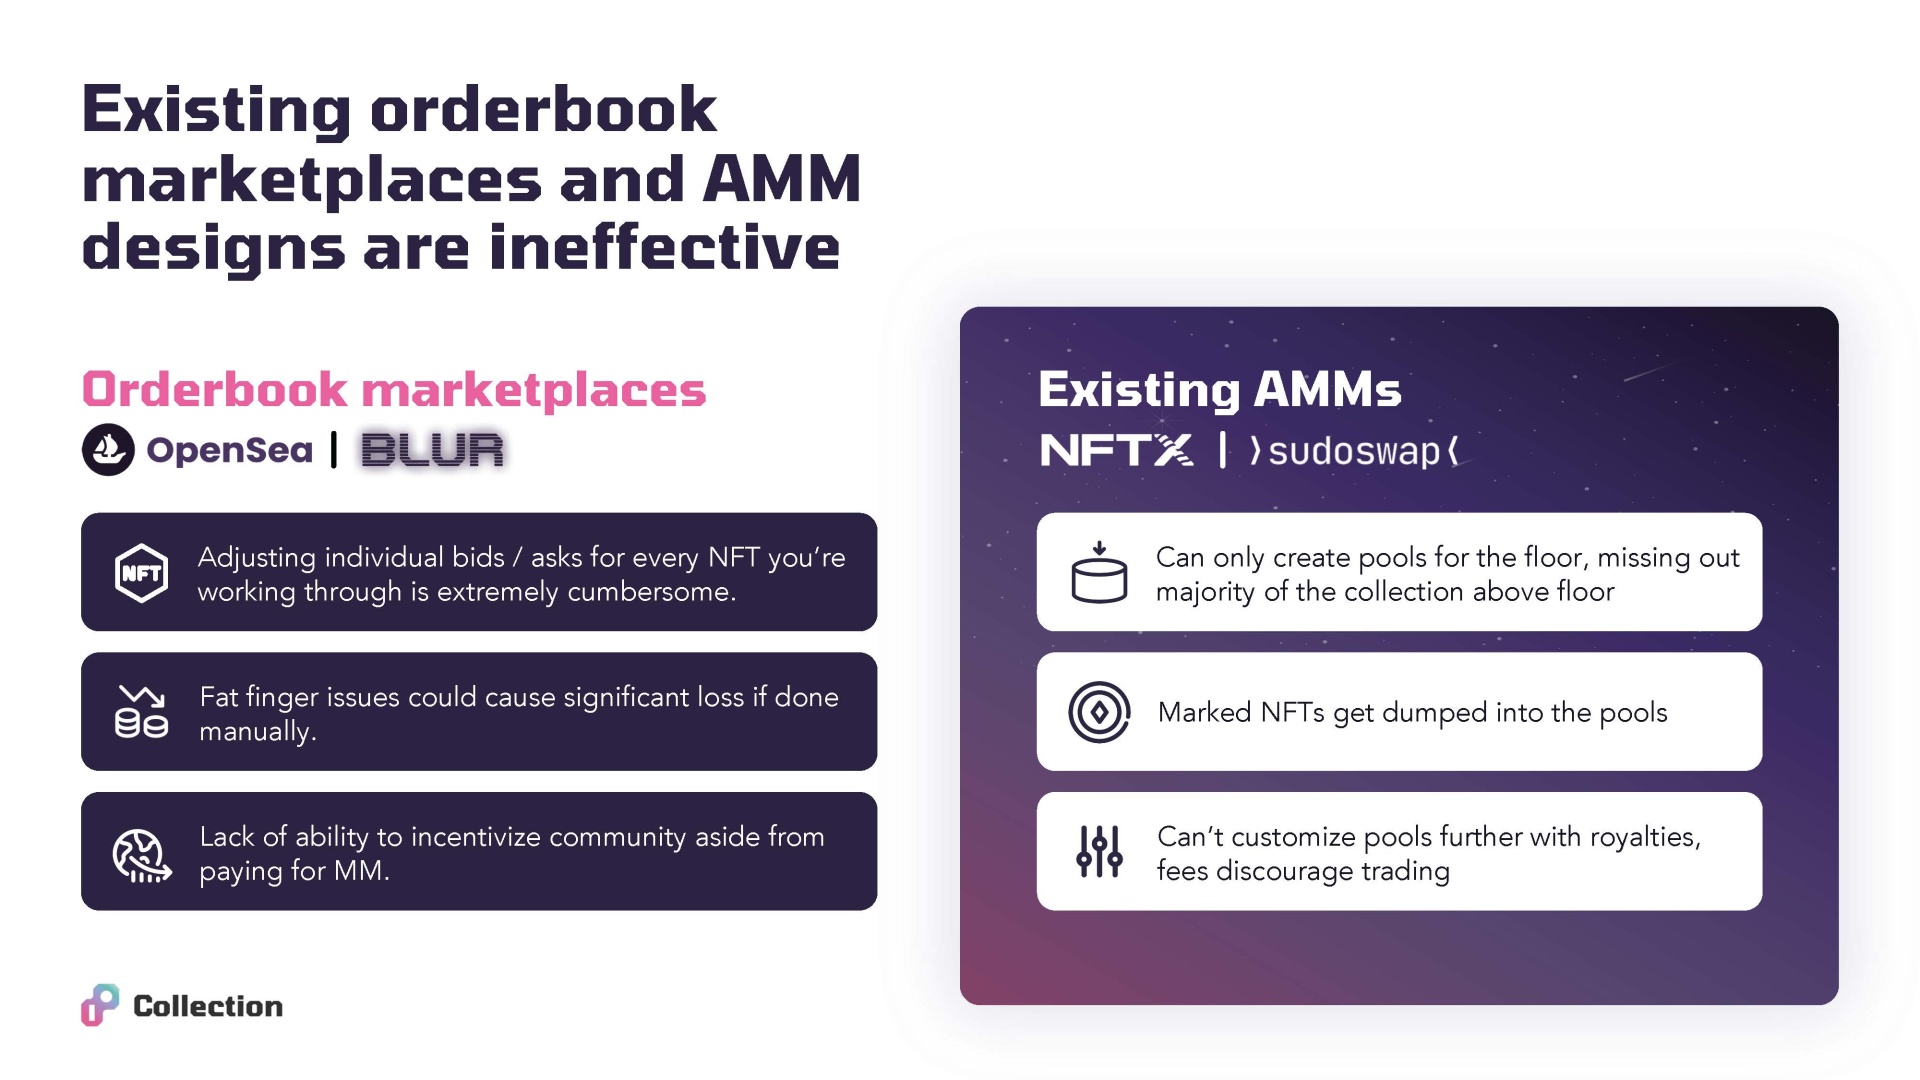 Existing orderbook
marketplaces and AMM
designs are ineffective
Orderbook marketplaces
OpenSea | BLUR
NFT
Adjusting individual bids / asks for every NFT you’re
working through is extremely cumbersome.
Fat finger issues could cause significant loss if done
manually.
Lack of ability to incentivize community aside from
paying for MM.
Existing AMMs
NFTX | ⟩sudoswap⟨
Can only create pools for the floor, missing out
majority of the collection above floor
Marked NFTs get dumped into the pools
Can’t customize pools further with royalties,
fees discourage trading
Collection